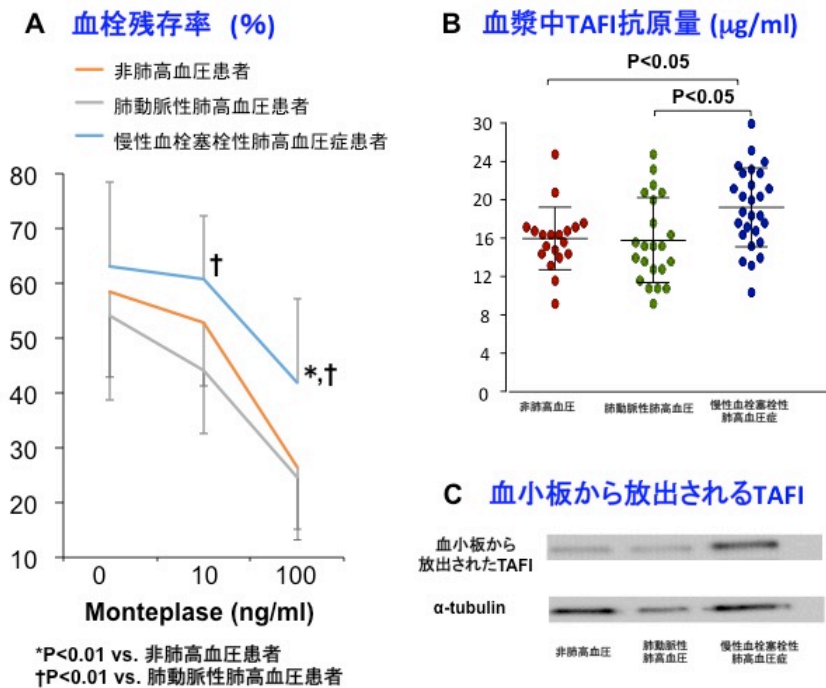 A 血栓残存率 (%)
非肺高血圧患者
肺動脈性肺高血圧患者
慢性血栓塞栓性肺高血圧症患者
80
70
60
50
40
30
20
10
†
*,†
0 10 100
Monteplase (ng/ml)
*P<0.01 vs. 非肺高血圧患者
†P<0.01 vs. 肺動脈性肺高血圧患者
B 血漿中TAFI抗原量 (μg/ml)
P<0.05
P<0.05
30
24
20
16
12
8
4
0
非肺高血圧 肺動脈性肺高血圧 慢性血栓塞栓性
肺高血圧症
C 血小板から放出されるTAFI
血小板から
放出されたTAFI
α-tubulin
非肺高血圧 肺動脈性 慢性血栓塞栓性
肺高血圧 肺高血圧症